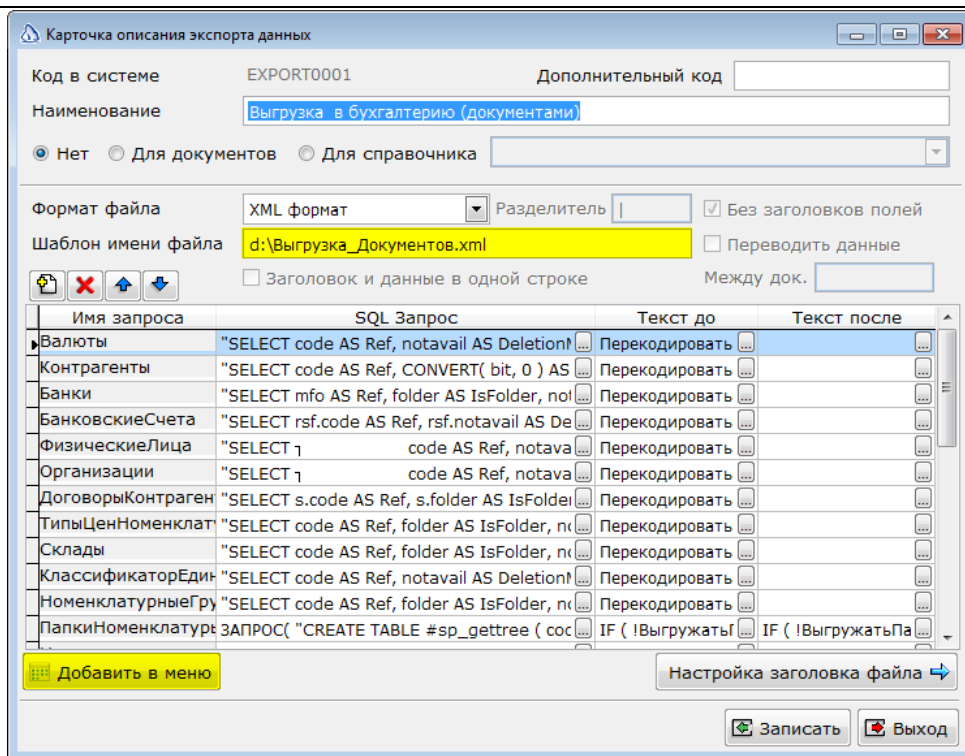 Карточка описания экспорта данных
Код в системе EXPORT0001 Дополнительный код
Наименование Выгрузка в бухгалтерию (документами)
Нет Для документов Для справочника
Формат файла XML формат Разделитель | Без заголовков полей
Шаблон имени файла d:\Выгрузка_Документов.xml Переводить данные
Заголовок и данные в одной строке Между док.
Имя запроса SQL Запрос Текст до Текст после
Валюты "SELECT code AS Ref, notavail AS Deletion ... Перекодировать ... ...
Контрагенты "SELECT code AS Ref, CONVERT( bit, 0 ) AS ... Перекодировать ... ...
Банки "SELECT mfo AS Ref, folder AS IsFolder, not ... Перекодировать ... ...
БанковскиеСчета "SELECT rsf.code AS Ref, rsf.notavail AS De ... Перекодировать ... ...
ФизическиеЛица "SELECT ┐ code AS Ref, notava ... Перекодировать ... ...
Организации "SELECT ┐ code AS Ref, notava ... Перекодировать ... ...
ДоговорыКонтраген "SELECT s.code AS Ref, s.folder AS IsFolder ... Перекодировать ... ...
ТипыЦенНоменклат "SELECT code AS Ref, folder AS IsFolder, no ... Перекодировать ... ...
Склады "SELECT code AS Ref, folder AS IsFolder, no ... Перекодировать ... ...
КлассификаторЕдин "SELECT code AS Ref, notavail AS Deletion ... Перекодировать ... ...
НоменклатурныеГру "SELECT code AS Ref, folder AS IsFolder, no ... Перекодировать ... ...
ПапкиНоменклатуры ЗАПРОС( "CREATE TABLE #sp_gettree ( coc ... IF ( !Выгружать ... IF ( !ВыгружатьПа ...
Добавить в меню Настройка заголовка файла
Записать Выход